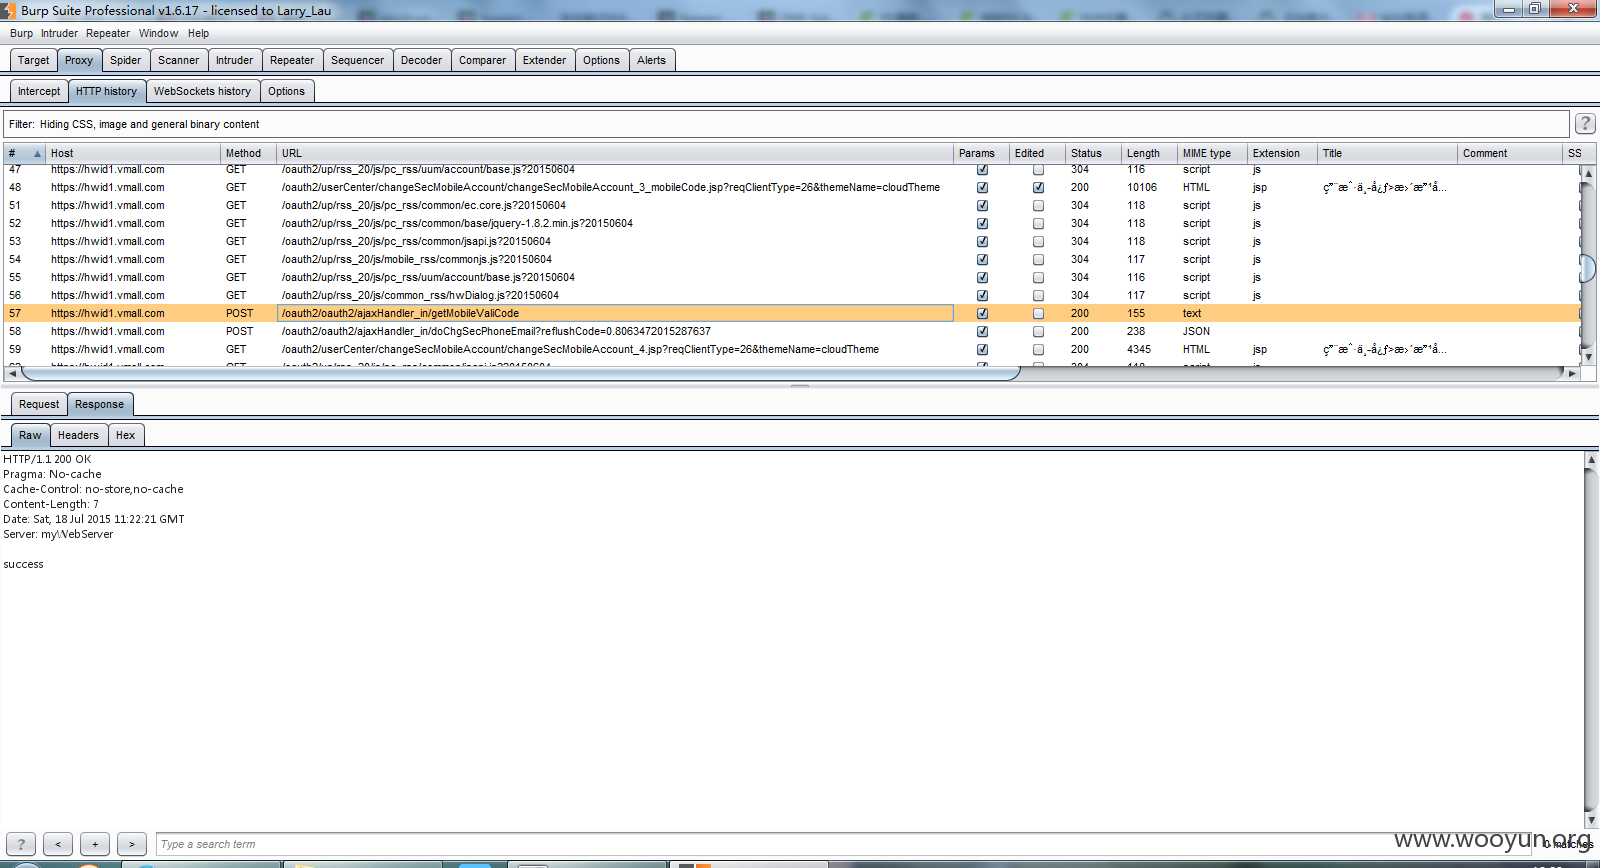 Burp Suite Professional v1.6.17 - licensed to Larry_Lau
Burp Intruder Repeater Window Help
Target Proxy Spider Scanner Intruder Repeater Sequencer Decoder Comparer Extender Options Alerts
Intercept HTTP history WebSockets history Options
Filter: Hiding CSS, image and general binary content ?
# Host Method URL Params Edited Status Length MIME type Extension Title Comment SS
47 https://hwid1.vmall.com GET /oauth2/up/rss_20/js/pc_rss/uum/account/base.js?20150604 304 116 script js
48 https://hwid1.vmall.com GET /oauth2/userCenter/changeSecMobileAccount/changeSecMobileAccount_3_mobileCode.jsp?reqClientType=26&themeName=cloudTheme 200 10106 HTML jsp
51 https://hwid1.vmall.com GET /oauth2/up/rss_20/js/pc_rss/common/ec.core.js?20150604 304 118 script js
52 https://hwid1.vmall.com GET /oauth2/up/rss_20/js/pc_rss/common/base/jquery-1.8.2.min.js?20150604 304 118 script js
53 https://hwid1.vmall.com GET /oauth2/up/rss_20/js/pc_rss/common/jsapi.js?20150604 304 118 script js
54 https://hwid1.vmall.com GET /oauth2/up/rss_20/js/mobile_rss/commonjs.js?20150604 304 117 script js
55 https://hwid1.vmall.com GET /oauth2/up/rss_20/js/pc_rss/uum/account/base.js?20150604 304 116 script js
56 https://hwid1.vmall.com GET /oauth2/up/rss_20/js/common_rss/hwDialog.js?20150604 304 117 script js
57 https://hwid1.vmall.com POST /oauth2/oauth2/ajaxHandler_in/getMobileValiCode 200 155 text
58 https://hwid1.vmall.com POST /oauth2/oauth2/ajaxHandler_in/doChgSecPhoneEmail?reflushCode=0.8063472015287637 200 238 JSON
59 https://hwid1.vmall.com GET /oauth2/userCenter/changeSecMobileAccount/changeSecMobileAccount_4.jsp?reqClientType=26&themeName=cloudTheme 200 4345 HTML jsp
Request Response
Raw Headers Hex
HTTP/1.1 200 OK
Pragma: No-cache
Cache-Control: no-store,no-cache
Content-Length: 7
Date: Sat, 18 Jul 2015 11:22:21 GMT
Server: myWebServer
success
? < + > Type a search term 0 matches
www.wooyun.org